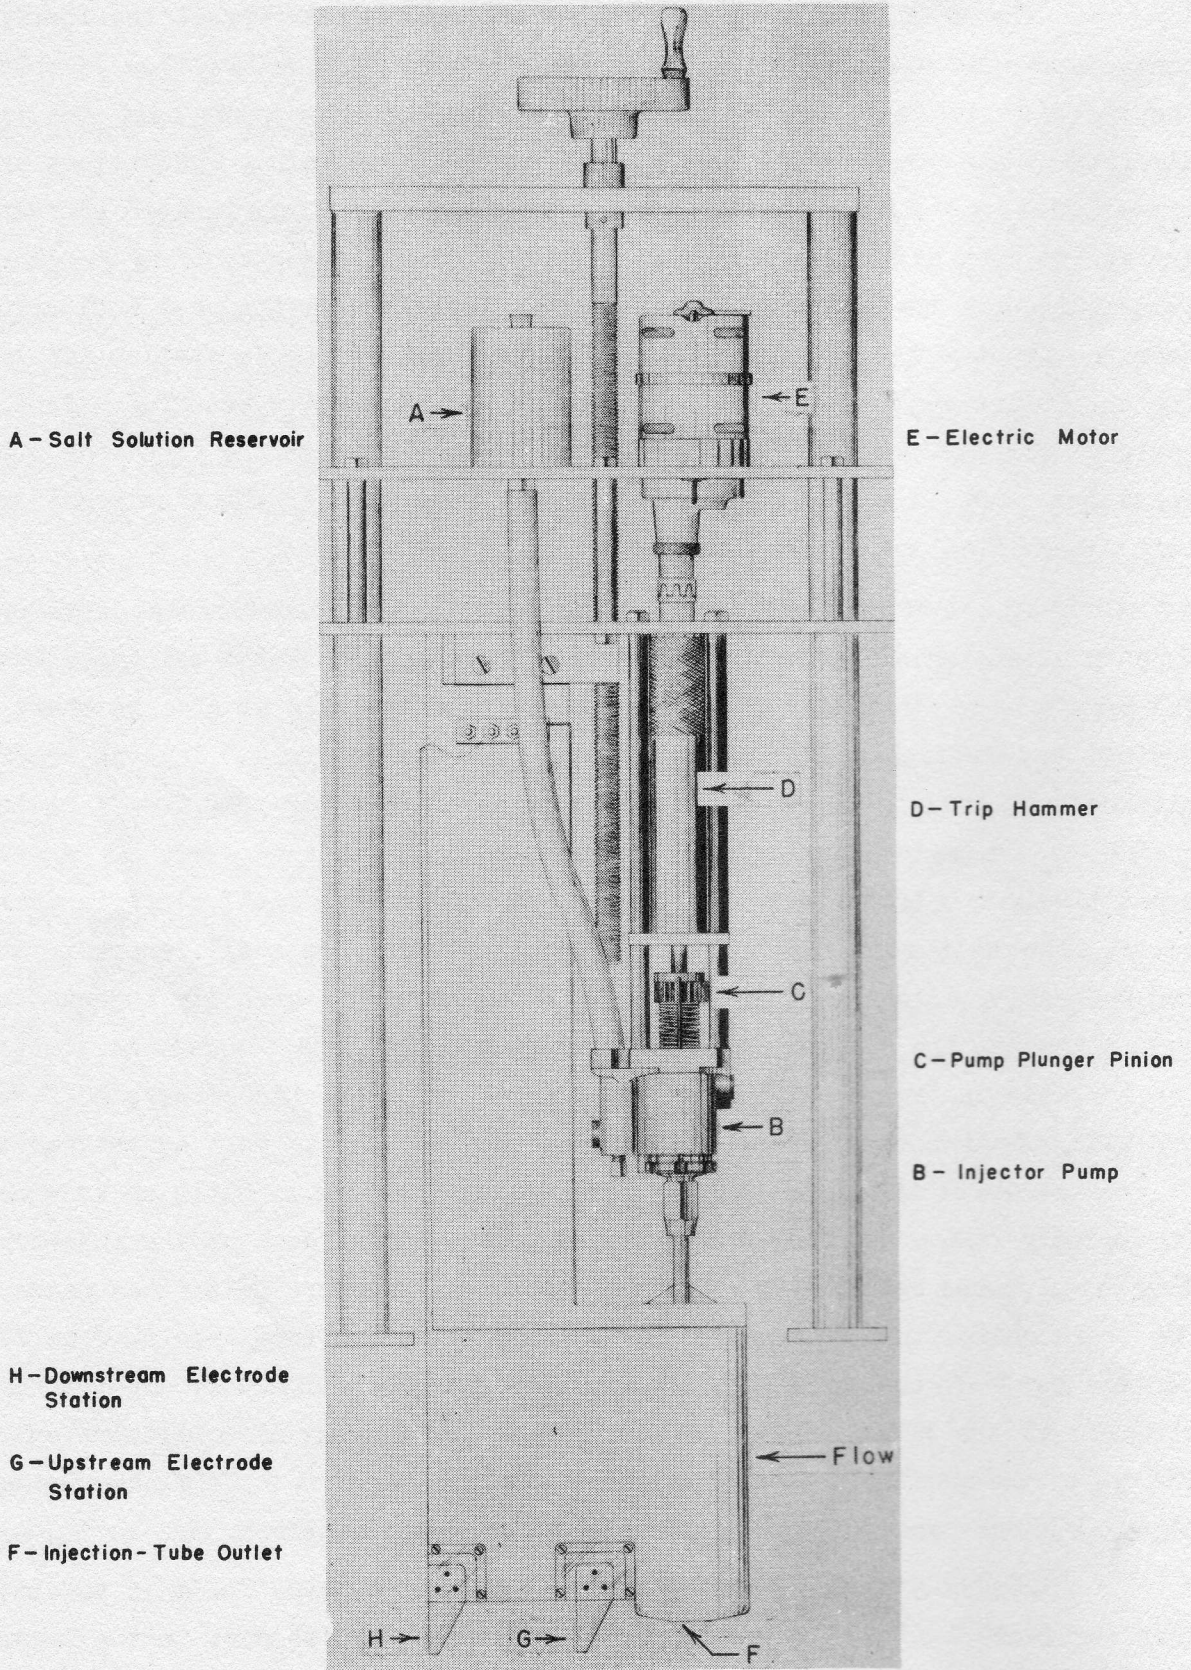 A
E
A – Salt Solution Reservoir
E – Electric Motor
D
D – Trip Hammer
C
C – Pump Plunger Pinion
B
B – Injector Pump
H – Downstream Electrode
Station
Flow
G – Upstream Electrode
Station
F – Injection - Tube Outlet
H
G
F